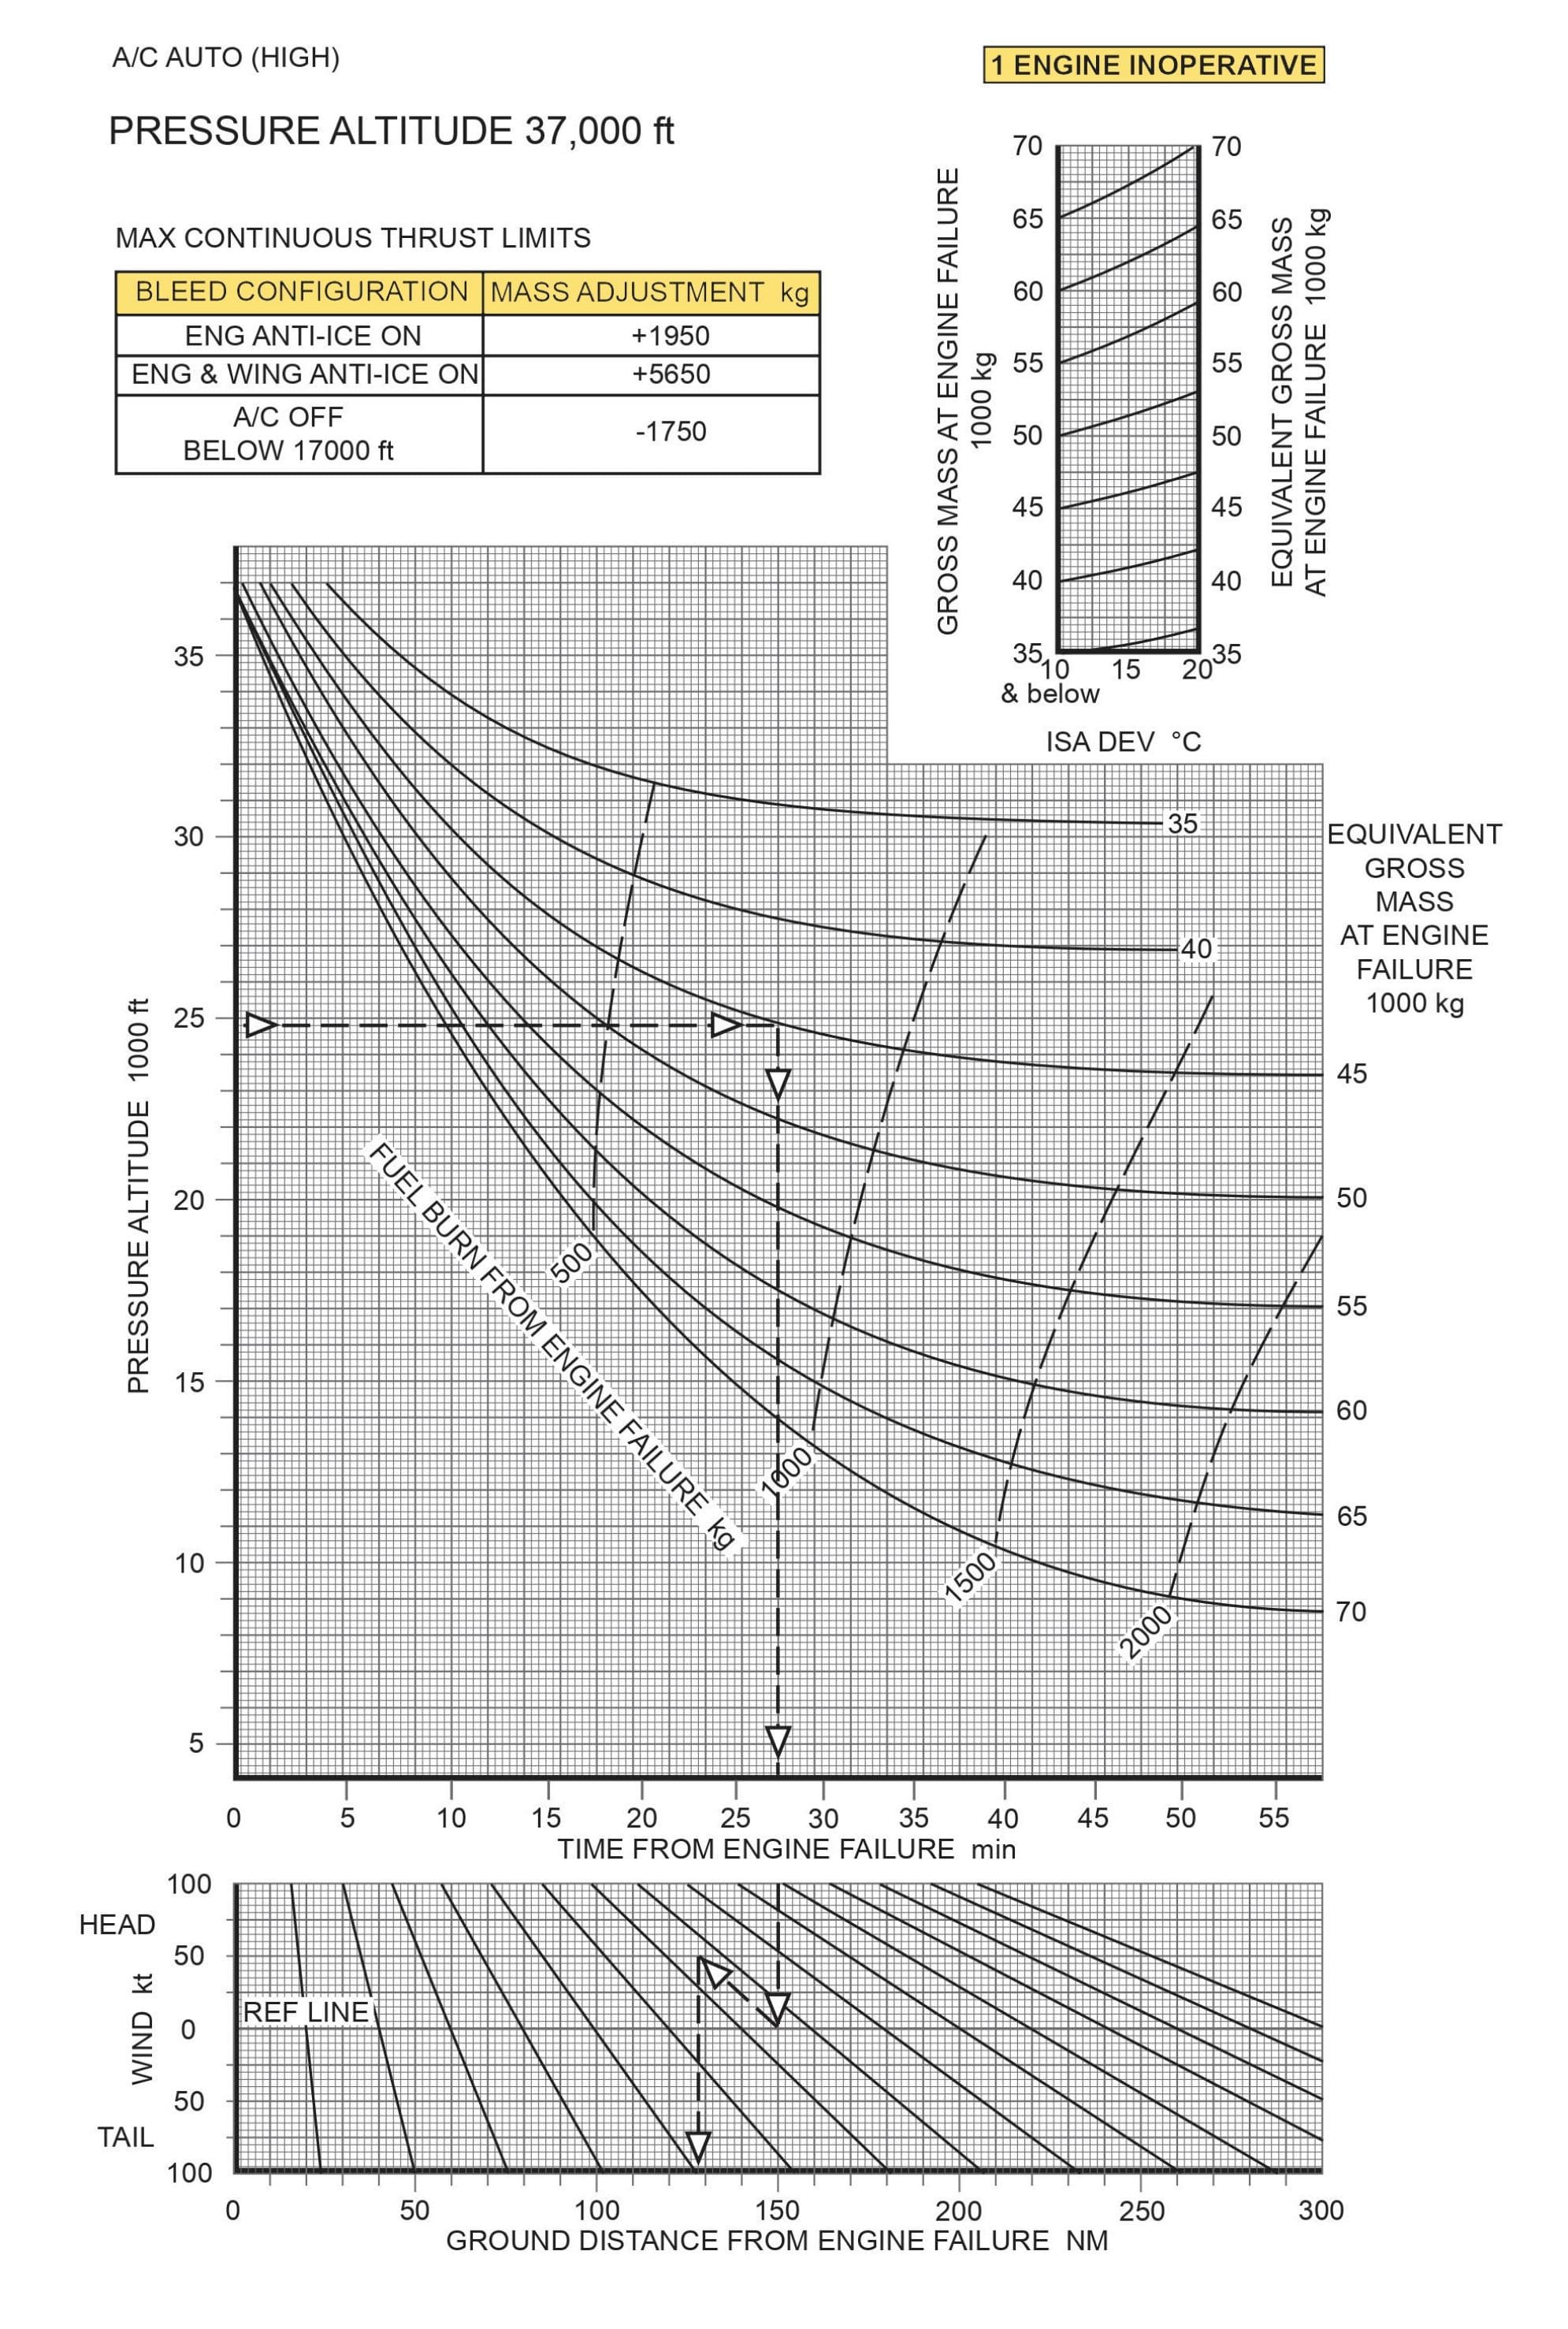 A/C AUTO (HIGH)
1 ENGINE INOPERATIVE
PRESSURE ALTITUDE 37,000 ft
MAX CONTINUOUS THRUST LIMITS
BLEED CONFIGURATION MASS ADJUSTMENT kg
ENG ANTI-ICE ON +1950
ENG & WING ANTI-ICE ON +5650
A/C OFF
BELOW 17000 ft
-1750
GROSS MASS AT ENGINE FAILURE
1000 kg
70
65
60
55
50
45
40
35
70
65
60
55
50
45
40
35
EQUIVALENT GROSS MASS
AT ENGINE FAILURE 1000 kg
10 15 20
& below
ISA DEV °C
PRESSURE ALTITUDE 1000 ft
35
30
25
20
15
10
5
FUEL BURN FROM ENGINE FAILURE kg
500
1000
1500
2000
EQUIVALENT
GROSS
MASS
AT ENGINE
FAILURE
1000 kg
35
40
45
50
55
60
65
70
0 5 10 15 20 25 30 35 40 45 50 55
TIME FROM ENGINE FAILURE min
HEAD
WIND kt
TAIL
100
50
0
50
100
REF LINE
0 50 100 150 200 250 300
GROUND DISTANCE FROM ENGINE FAILURE NM